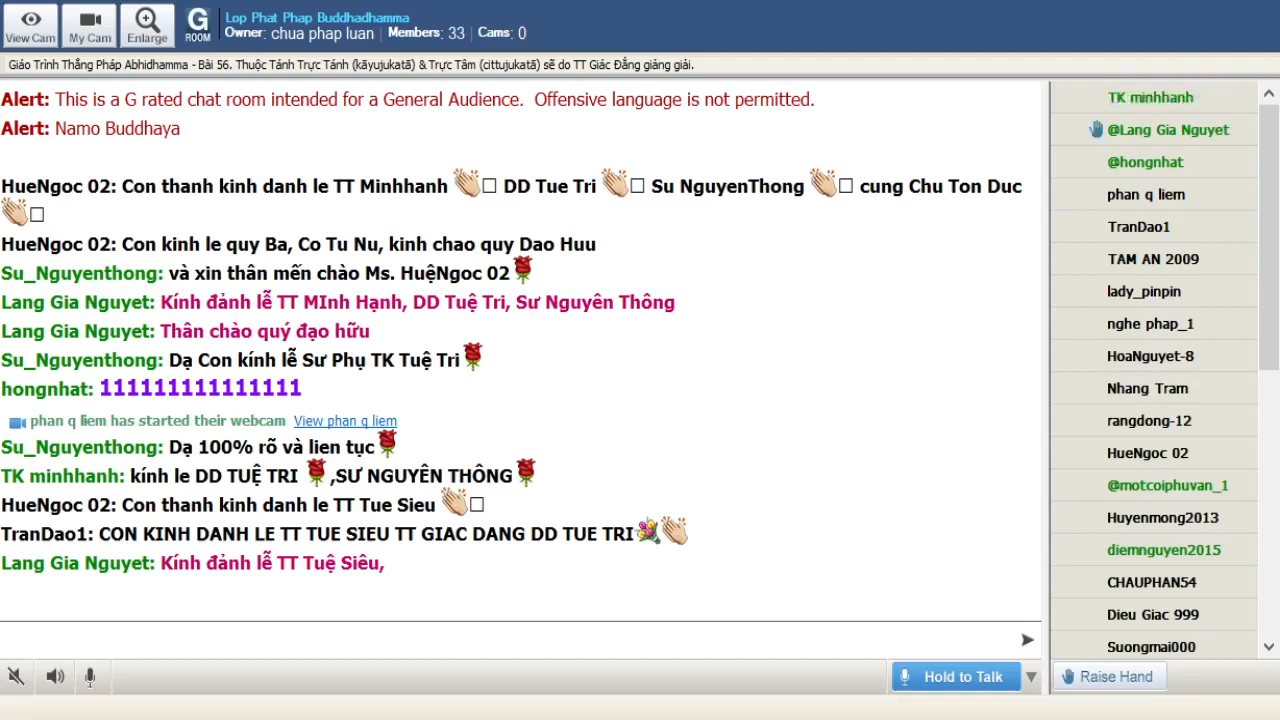 View Cam
My Cam
Enlarge
G
ROOM
Lop Phat Phap Buddhadhamma
Owner: chua phap luan | Members: 33 | Cams: 0
Giáo Trình Thắng Pháp Abhidhamma - Bài 56. Thuộc Tánh Trực Tánh (kāyujukatā) & Trực Tâm (cittujukatā) sẽ do TT Giác Đẳng giảng giải.
Alert: This is a G rated chat room intended for a General Audience. Offensive language is not permitted.
Alert: Namo Buddhaya
HueNgoc 02: Con thanh kinh danh le TT Minhhanh 👏 DD Tue Tri 👏 Su NguyenThong 👏 cung Chu Ton Duc
👏
HueNgoc 02: Con kinh le quy Ba, Co Tu Nu, kinh chao quy Dao Huu
Su_Nguyenthong: và xin thân mến chào Ms. HuệNgoc 02🌹
Lang Gia Nguyet: Kính đảnh lễ TT MInh Hạnh, DD Tuệ Tri, Sư Nguyên Thông
Lang Gia Nguyet: Thân chào quý đạo hữu
Su_Nguyenthong: Dạ Con kính lễ Sư Phụ TK Tuệ Tri🌹
hongnhat: 111111111111111
phan q liem has started their webcam View phan q liem
Su_Nguyenthong: Dạ 100% rõ và lien tục🌹
TK minhhanh: kính le DD TUỆ TRI 🌹,SƯ NGUYÊN THÔNG🌹
HueNgoc 02: Con thanh kinh danh le TT Tue Sieu 👏
TranDao1: CON KINH DANH LE TT TUE SIEU TT GIAC DANG DD TUE TRI💐👏
Lang Gia Nguyet: Kính đảnh lễ TT Tuệ Siêu,
Hold to Talk
TK minhhanh
@Lang Gia Nguyet
@hongnhat
phan q liem
TranDao1
TAM AN 2009
lady_pinpin
nghe phap_1
HoaNguyet-8
Nhang Tram
rangdong-12
HueNgoc 02
@motcoiphuvan_1
Huyenmong2013
diemnguyen2015
CHAUPHAN54
Dieu Giac 999
Suongmai000
Raise Hand